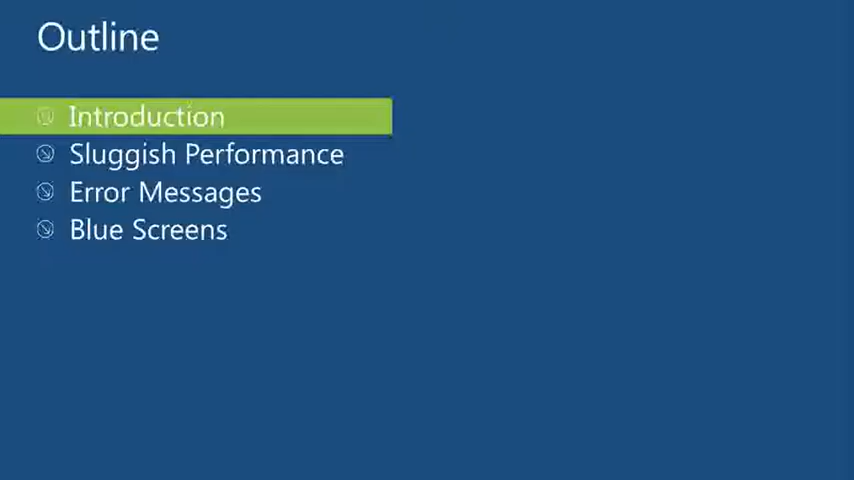 Outline
Introduction
Sluggish Performance
Error Messages
Blue Screens